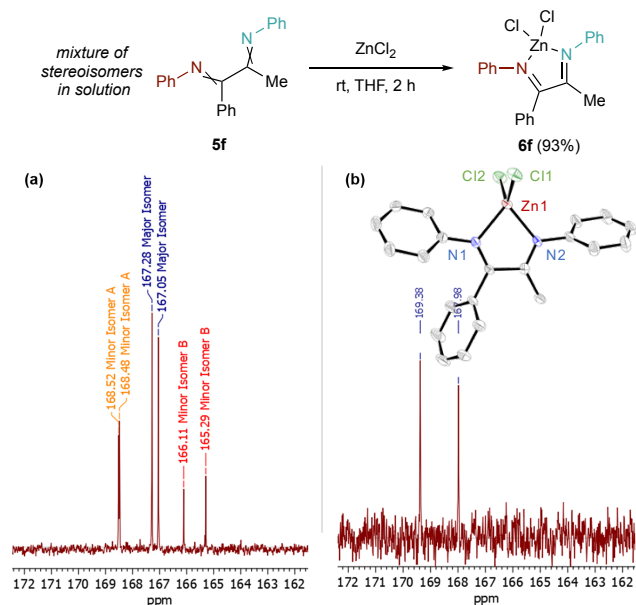 mixture of
stereoisomers
in solution
Ph
N
N
Ph
Me
Ph
5f
ZnCl2
rt, THF, 2 h
Cl
Cl
Zn
Ph
N
N
Ph
Me
Ph
6f (93%)
(a)
168.52 Minor Isomer A
168.48 Minor Isomer A
167.28 Major Isomer
167.05 Major Isomer
166.11 Minor Isomer B
165.29 Minor Isomer B
172 171 170 169 168 167 166 165 164 163 162
ppm
(b)
Cl2
Cl1
Zn1
N1
N2
169.38
172 171 170 169 168 167 166 165 164 163 162
ppm